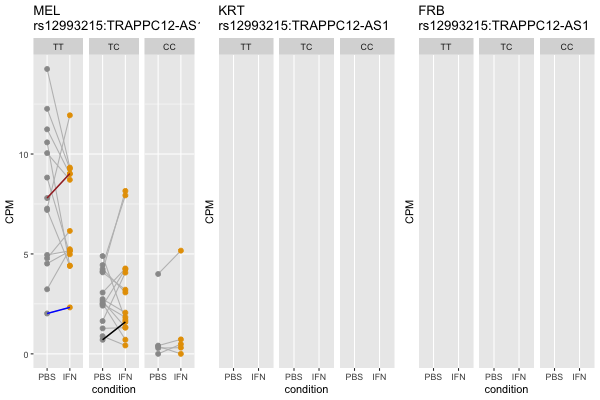 MEL
rs12993215:TRAPPC12-AS1
TT TC CC
CPM
10
5
0
PBS IFN PBS IFN PBS IFN
condition
KRT
rs12993215:TRAPPC12-AS1
TT TC CC
CPM
PBS IFN PBS IFN PBS IFN
condition
FRB
rs12993215:TRAPPC12-AS1
TT TC CC
CPM
PBS IFN PBS IFN PBS IFN
condition